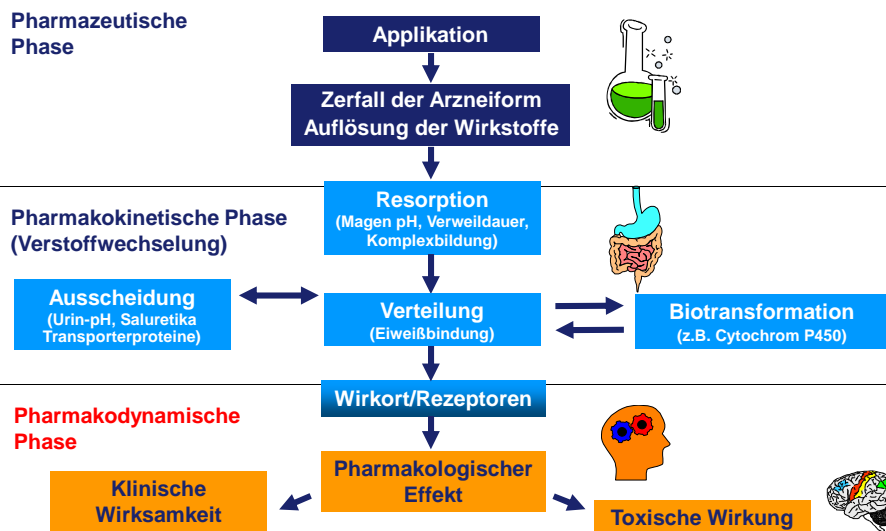 Pharmazeutische
Phase
Applikation
Zerfall der Arzneiform
Auflösung der Wirkstoffe
Pharmakokinetische Phase
(Verstoffwechselung)
Resorption
(Magen pH, Verweildauer,
Komplexbildung)
Ausscheidung
(Urin-pH, Saluretika
Transporterproteine)
Verteilung
(Eiweißbindung)
Biotransformation
(z.B. Cytochrom P450)
Wirkort/Rezeptoren
Pharmakodynamische
Phase
Pharmakologischer
Effekt
Klinische
Wirksamkeit
Toxische Wirkung